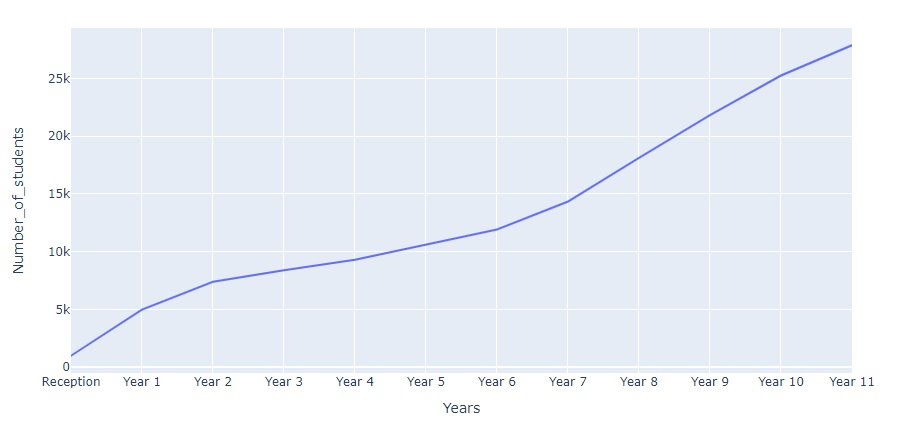 25k
20k
15k
10k
5k
0
Number_of_students
Reception Year 1 Year 2 Year 3 Year 4 Year 5 Year 6 Year 7 Year 8 Year 9 Year 10 Year 11
Years